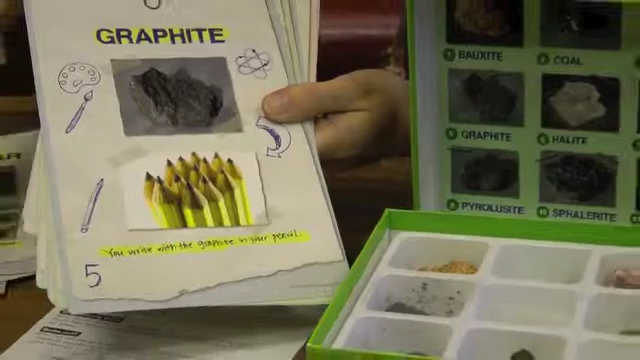 GRAPHITE
You write with the graphite in your pencil.
5
BAUXITE
COAL
GRAPHITE
HALITE
PYROLUSITE
SPHALERITE